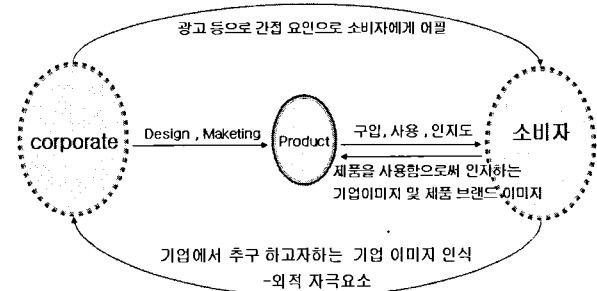 광고 등으로 간접 요인으로 소비자에게 어필
corporate
Design , Maketing
Product
구입, 사용 , 인지도
소비자
제품을 사용함으로써 인지하는
기업이미지 및 제품 브랜드 이미지
기업에서 추구 하고자하는 기업 이미지 인식
-외적 자극요소